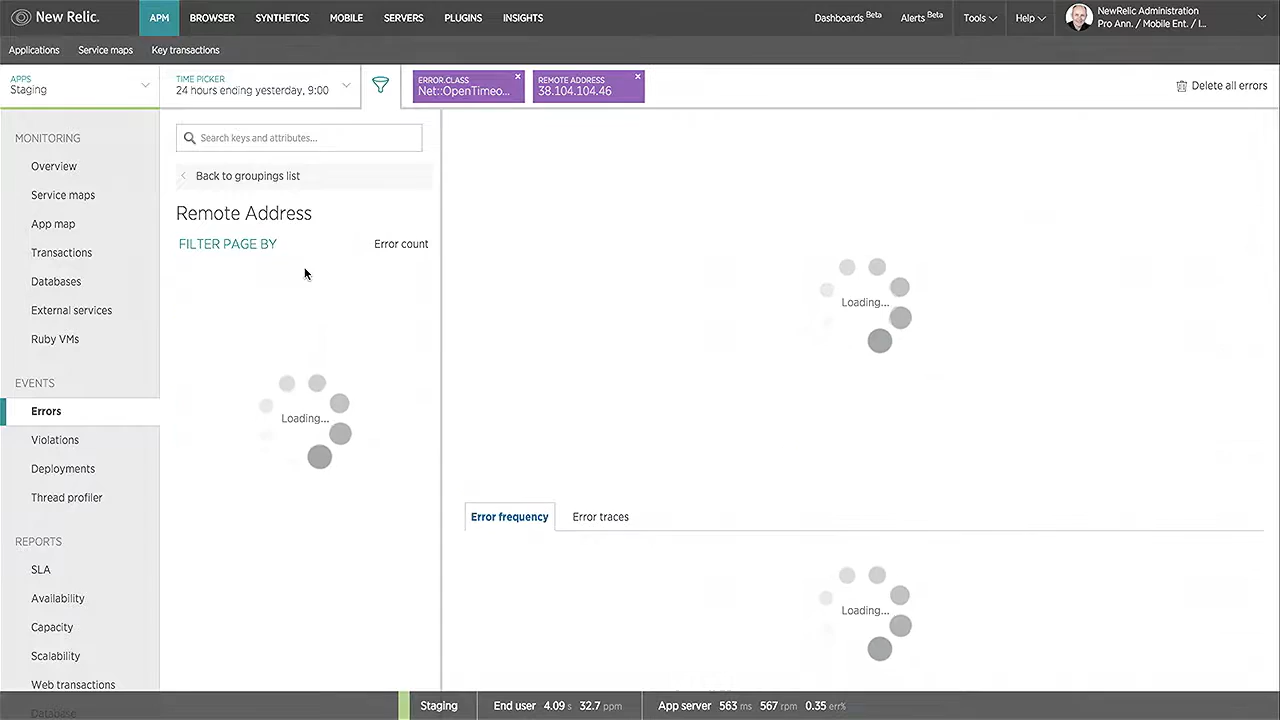 New Relic.
APM
BROWSER
SYNTHETICS
MOBILE
SERVERS
PLUGINS
INSIGHTS
Dashboards Beta
Alerts Beta
Tools
Help
NewRelic Administration
Pro Ann. / Mobile Ent. / I...
Applications
Service maps
Key transactions
APPS
Staging
TIME PICKER
24 hours ending yesterday, 9:00
ERROR.CLASS
Net::OpenTimeo...
REMOTE ADDRESS
38.104.104.46
Delete all errors
MONITORING
Overview
Service maps
App map
Transactions
Databases
External services
Ruby VMs
EVENTS
Errors
Violations
Deployments
Thread profiler
REPORTS
SLA
Availability
Capacity
Scalability
Web transactions
Database
Search keys and attributes...
Back to groupings list
Remote Address
FILTER PAGE BY
Error count
Loading...
Loading...
Error frequency
Error traces
Loading...
Staging
End user 4.09 s 32.7 ppm
App server 563 ms 567 rpm 0.35 err%